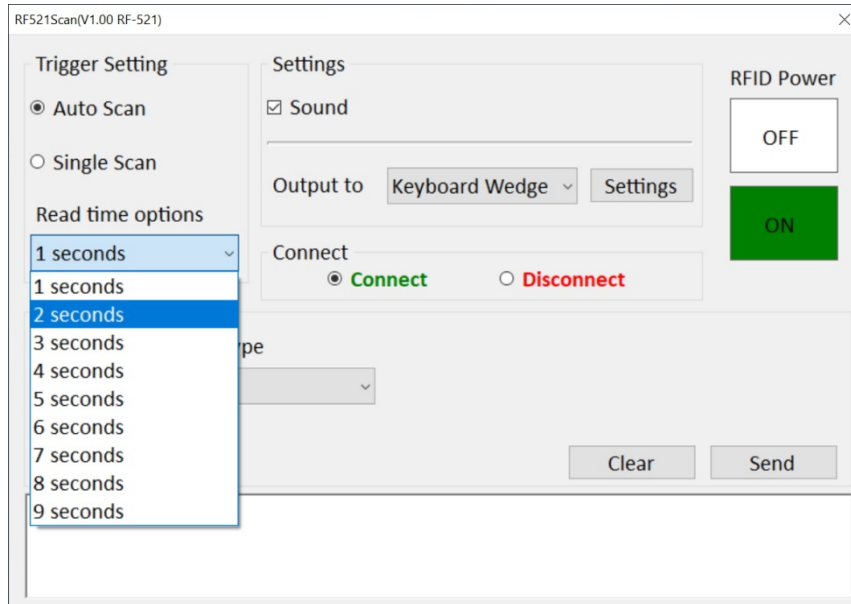 RF521Scan(V1.00 RF-521)
Trigger Setting
Auto Scan
Single Scan
Read time options
1 seconds
1 seconds
2 seconds
3 seconds
4 seconds
5 seconds
6 seconds
7 seconds
8 seconds
9 seconds
Settings
Sound
Output to Keyboard Wedge Settings
Connect
Connect Disconnect
RFID Power
OFF
ON
Clear Send